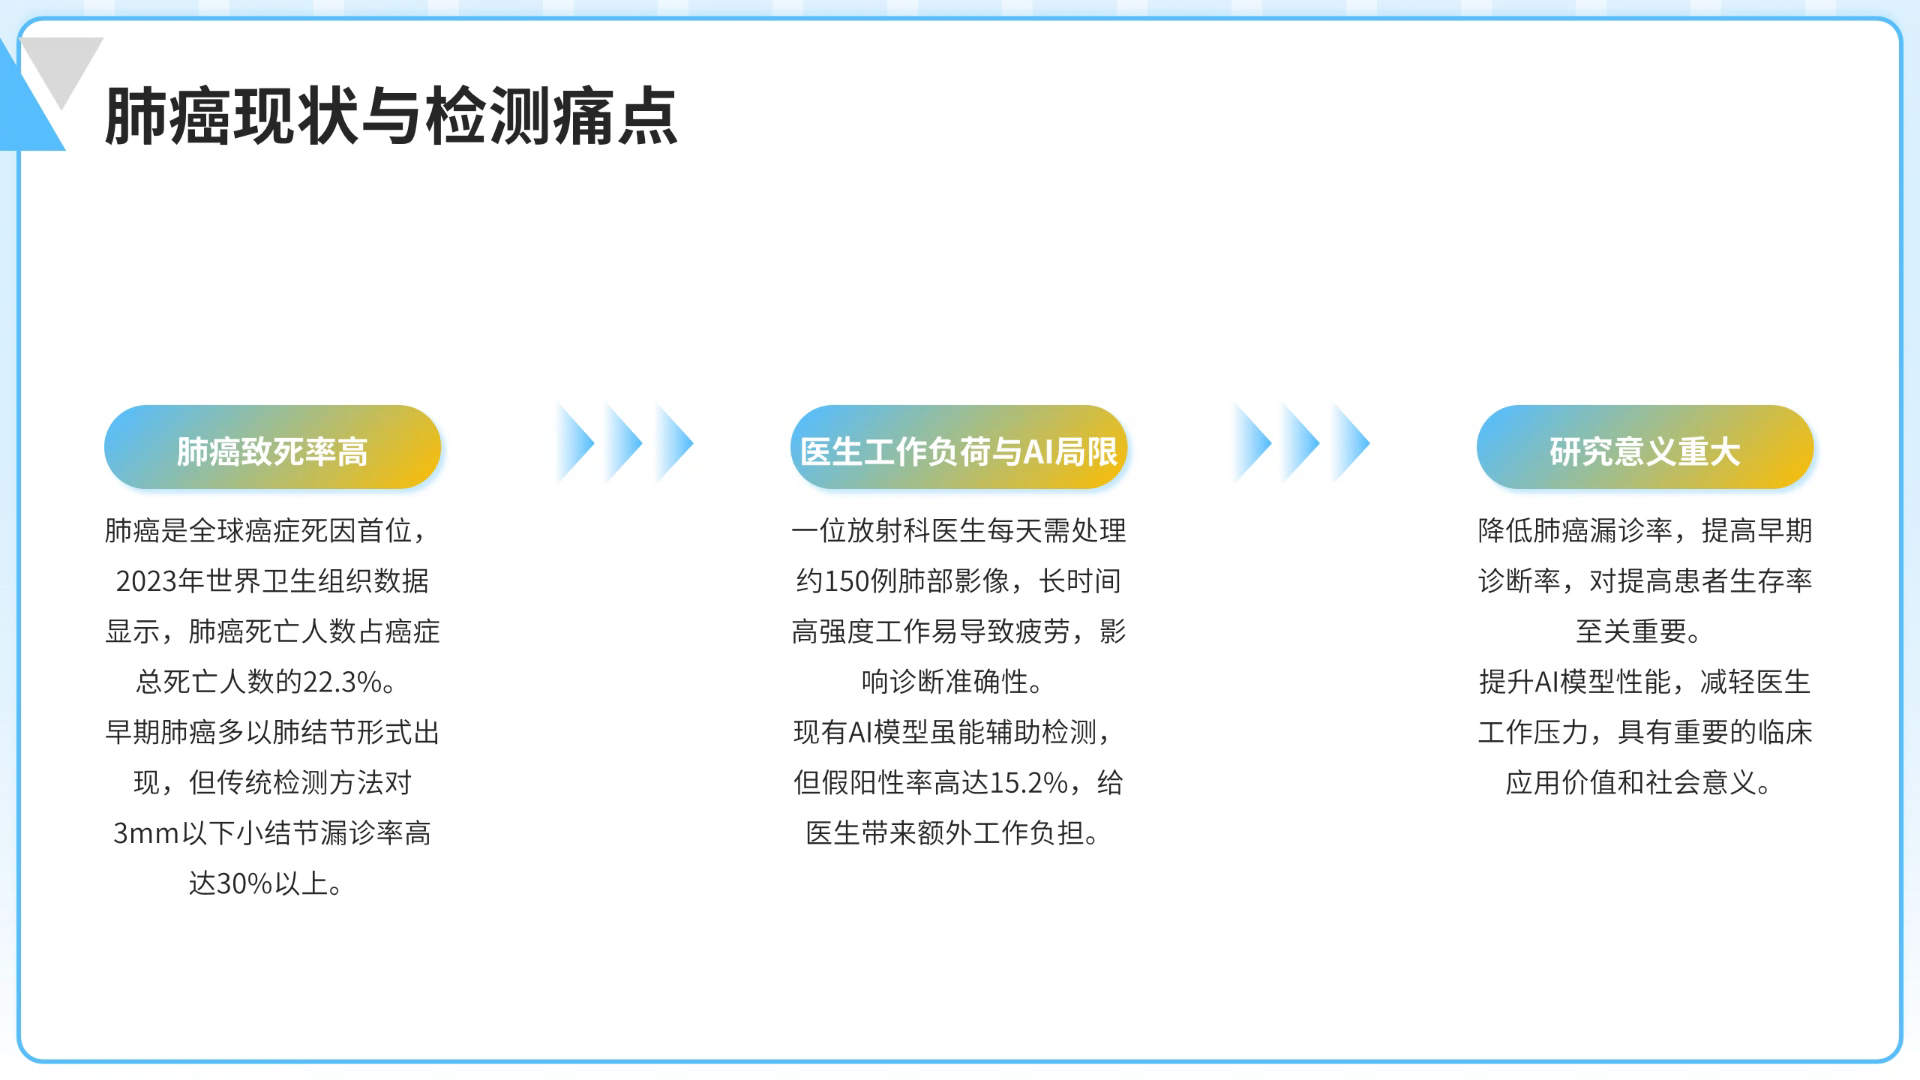 肺癌现状与检测痛点
肺癌致死率高
肺癌是全球癌症死因首位，
2023年世界卫生组织数据
显示，肺癌死亡人数占癌症
总死亡人数的22.3%。
早期肺癌多以肺结节形式出
现，但传统检测方法对
3mm以下小结节漏诊率高
达30%以上。
医生工作负荷与AI局限
一位放射科医生每天需处理
约150例肺部影像，长时间
高强度工作易导致疲劳，影
响诊断准确性。
现有AI模型虽能辅助检测，
但假阳性率高达15.2%，给
医生带来额外工作负担。
研究意义重大
降低肺癌漏诊率，提高早期
诊断率，对提高患者生存率
至关重要。
提升AI模型性能，减轻医生
工作压力，具有重要的临床
应用价值和社会意义。